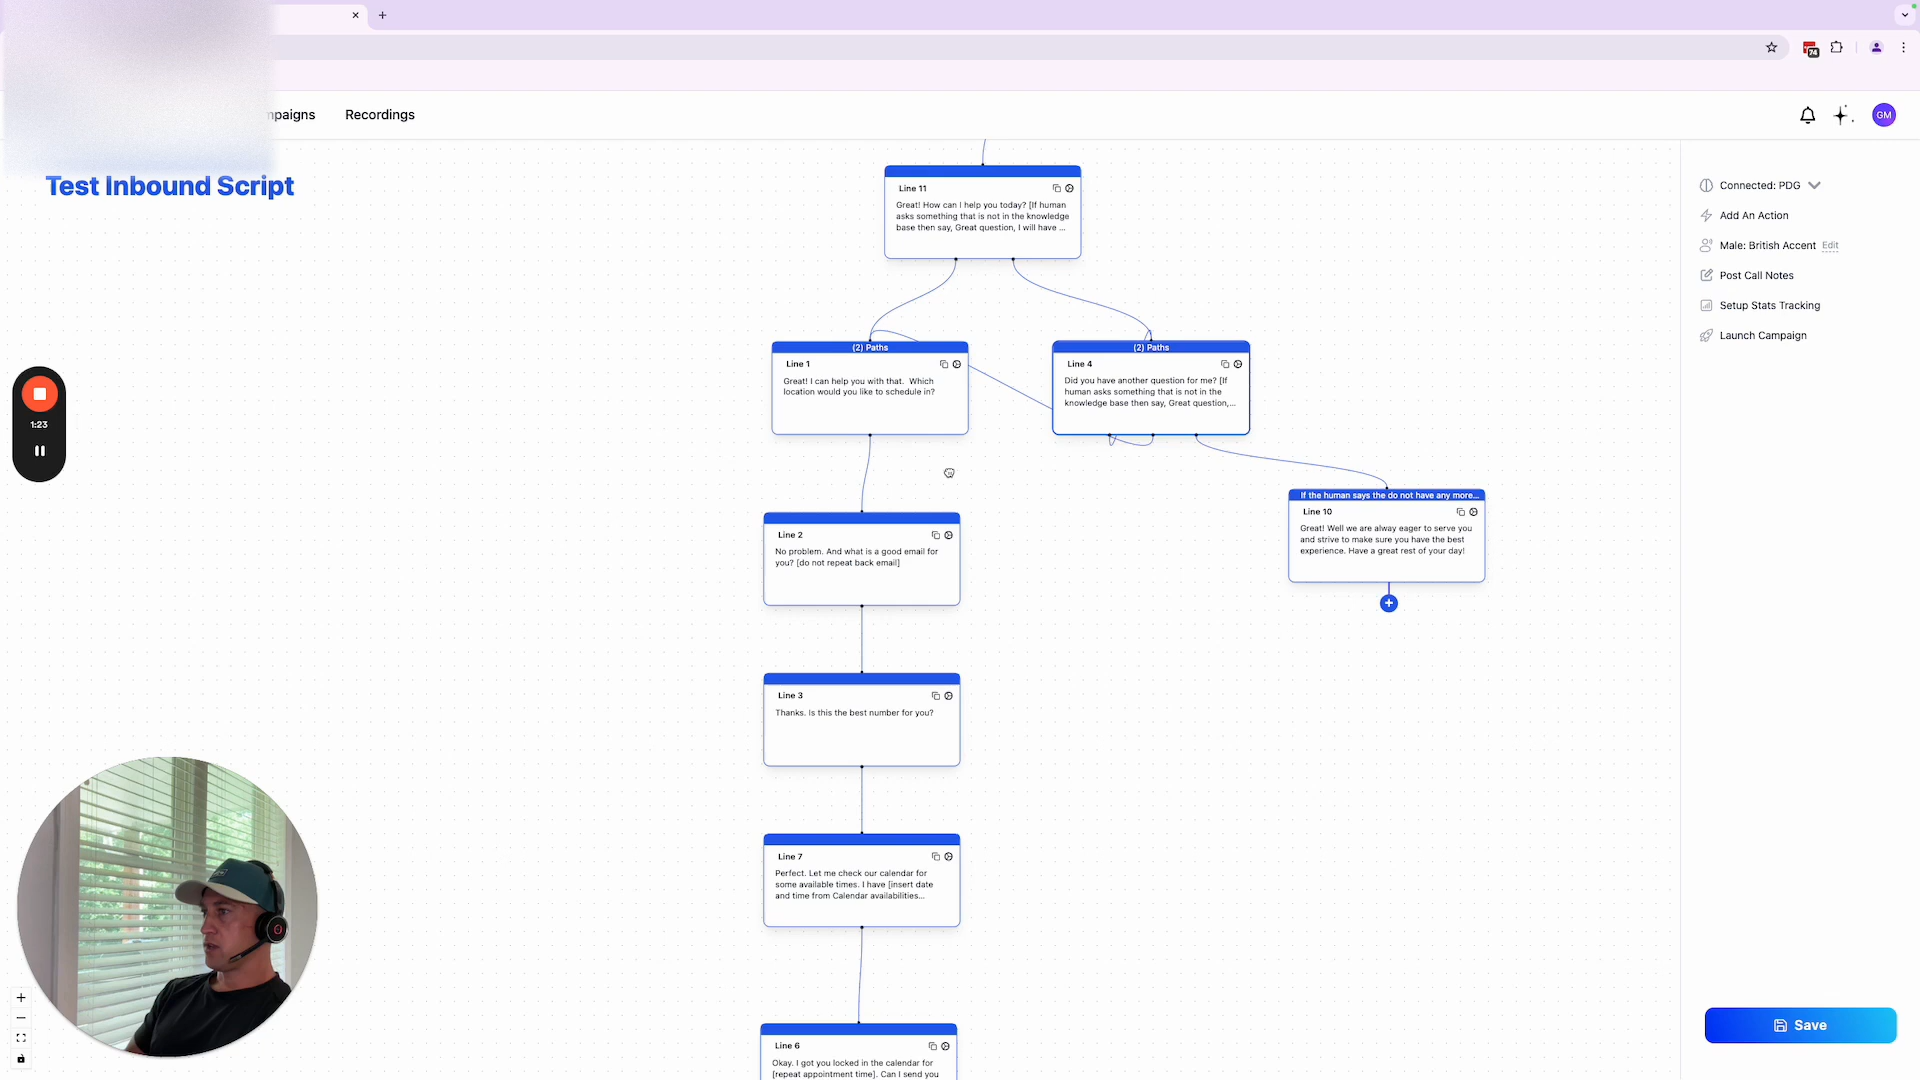 74
mpaigns
Recordings
GM
Test Inbound Script
Line 11
Great! How can I help you today? [If human
asks something that is not in the knowledge
base then say, Great question, I will have ...
Connected: PDG
Add An Action
Male: British Accent Edit
Post Call Notes
Setup Stats Tracking
Launch Campaign
(2) Paths
Line 1
Great! I can help you with that.  Which
location would you like to schedule in?
(2) Paths
Line 4
Did you have another question for me? [If
human asks something that is not in the
knowledge base then say, Great question,...
1:23
If the human says the do not have any more...
Line 10
Great! Well we are alway eager to serve you
and strive to make sure you have the best
experience. Have a great rest of your day!
Line 2
No problem. And what is a good email for
you? [do not repeat back email]
Line 3
Thanks. Is this the best number for you?
Line 7
Perfect. Let me check our calendar for
some available times. I have [insert date
and time from Calendar availabilities...
Line 6
Okay. I got you locked in the calendar for
[repeat appointment time]. Can I send you
Save